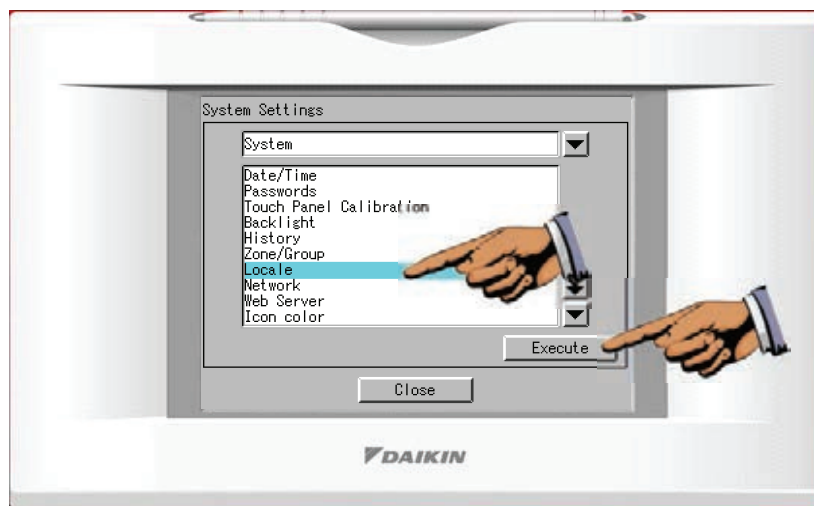 System Settings
System
Date/Time
Passwords
Touch Panel Calibration
Backlight
History
Zone/Group
Locale
Network
Web Server
Icon color
Execute
Close
DAIKIN